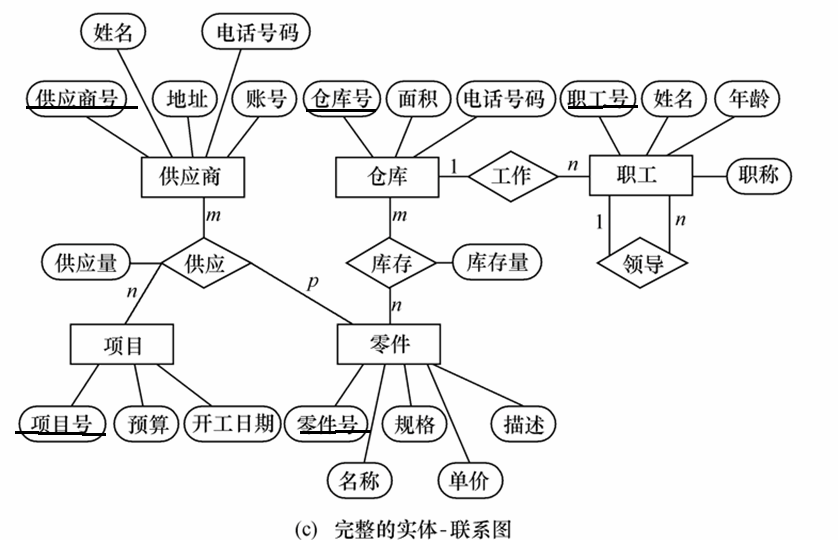 姓名 电话号码
供应商号 地址 账号 仓库号 面积 电话号码 职工号 姓名 年龄
供应商 仓库 1 工作 n 职工 职称
m m 1 n
供应量 供应 库存 库存量 领导
n p n
项目 零件
项目号 预算 开工日期 零件号 规格 描述
名称 单价
(c) 完整的实体-联系图